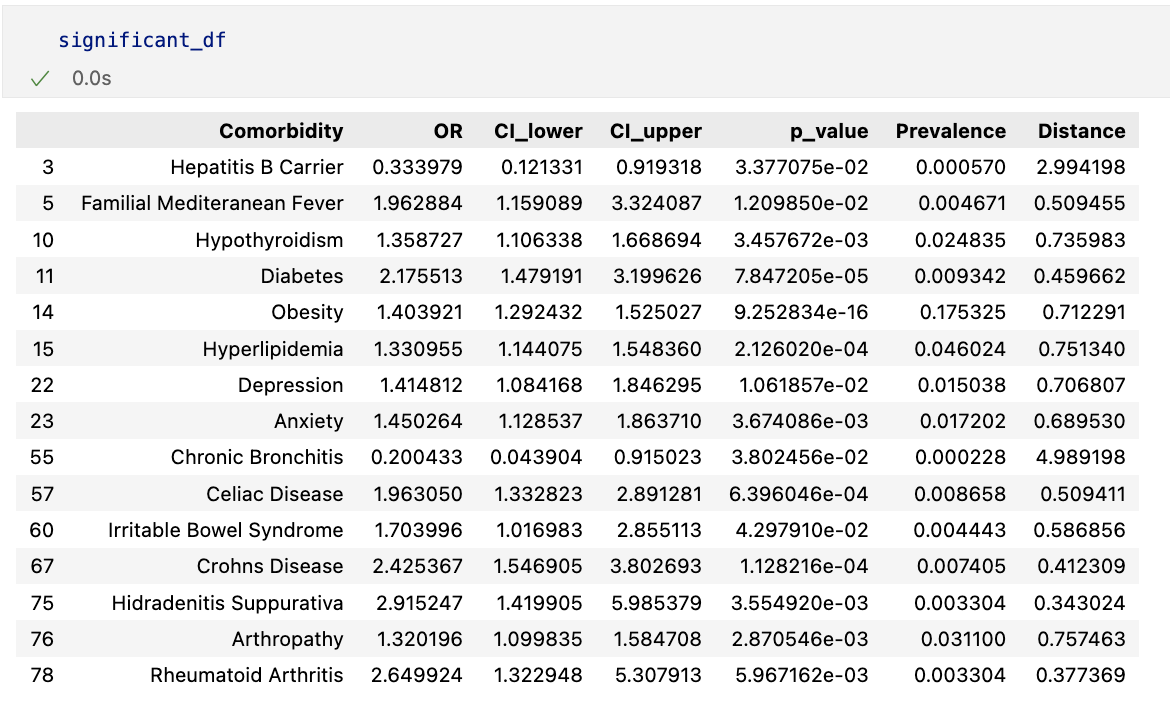 significant_df
✓ 0.0s
Comorbidity OR CI_lower CI_upper p_value Prevalence Distance
3 Hepatitis B Carrier 0.333979 0.121331 0.919318 3.377075e-02 0.000570 2.994198
5 Familial Mediteranean Fever 1.962884 1.159089 3.324087 1.209850e-02 0.004671 0.509455
10 Hypothyroidism 1.358727 1.106338 1.668694 3.457672e-03 0.024835 0.735983
11 Diabetes 2.175513 1.479191 3.199626 7.847205e-05 0.009342 0.459662
14 Obesity 1.403921 1.292432 1.525027 9.252834e-16 0.175325 0.712291
15 Hyperlipidemia 1.330955 1.144075 1.548360 2.126020e-04 0.046024 0.751340
22 Depression 1.414812 1.084168 1.846295 1.061857e-02 0.015038 0.706807
23 Anxiety 1.450264 1.128537 1.863710 3.674086e-03 0.017202 0.689530
55 Chronic Bronchitis 0.200433 0.043904 0.915023 3.802456e-02 0.000228 4.989198
57 Celiac Disease 1.963050 1.332823 2.891281 6.396046e-04 0.008658 0.509411
60 Irritable Bowel Syndrome 1.703996 1.016983 2.855113 4.297910e-02 0.004443 0.586856
67 Crohns Disease 2.425367 1.546905 3.802693 1.128216e-04 0.007405 0.412309
75 Hidradenitis Suppurativa 2.915247 1.419905 5.985379 3.554920e-03 0.003304 0.343024
76 Arthropathy 1.320196 1.099835 1.584708 2.870546e-03 0.031100 0.757463
78 Rheumatoid Arthritis 2.649924 1.322948 5.307913 5.967162e-03 0.003304 0.377369